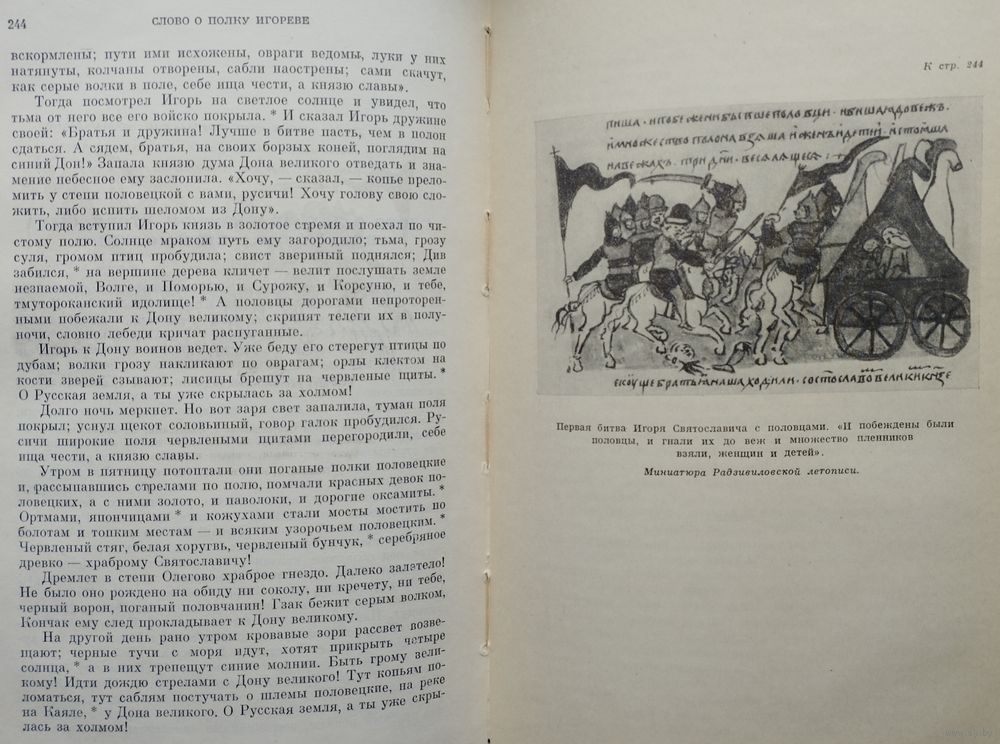 244
СЛОВО О ПОЛКУ ИГОРЕВЕ
вскормлены; пути ими исхожены, овраги ведомы, луки у них
натянуты, колчаны отворены, сабли наострены; сами скачут,
как серые волки в поле, себе ища чести, а князю славы».
Тогда посмотрел Игорь на светлое солнце и увидел, что
тьма от него все его войско покрыла. * И сказал Игорь дружине
своей: «Братья и дружина! Лучше в битве пасть, чем в полон
сдаться. А сядем, братья, на своих борзых коней, поглядим на
синий Дон!» Запала князю дума Дона великого отведать и зна-
мение небесное ему заслонила. «Хочу, — сказал, — копье прело-
мить у степи половецкой с вами, русичи! Хочу голову свою сло-
жить, либо испить шеломом из Дону».
Тогда вступил Игорь князь в золотое стремя и поехал по чи-
стому полю. Солнце мраком путь ему загородило; тьма, грозу
суля, громом птиц пробудила; свист звериный поднялся; Див
забился, * на вершине дерева кличет — велит послушать земле
незнаемой, Волге, и Поморью, и Сурожу, и Корсуню, и тебе,
тмутороканский идолище! * А половцы дорогами непроторен-
ными побежали к Дону великому; скрипят телеги их в полу-
ночи, словно лебеди кричат распуганные.
Игорь к Дону воинов ведет. Уже беду его стерегут птицы по
дубам; волки грозу накликают по оврагам; орлы клектом на
кости зверей сзывают; лисицы брешут на червленые щиты. *
О Русская земля, а ты уже скрылась за холмом!
Долго ночь меркнет. Но вот заря свет запалила, туман поля
покрыл; уснул щекот соловьиный, говор галок пробудился. Ру-
сичи широкие поля червлеными щитами перегородили, себе
ища чести, а князю славы.
Утром в пятницу потоптали они поганые полки половецкие
и, рассыпавшись стрелами по полю, помчали красных девок по-
ловецких, а с ними золото, и паволоки, и дорогие оксамиты. *
Ортмами, япончицами * и кожухами стали мосты мостить по
болотам и топким местам — и всяким узорочьем половецким. *
Червленый стяг, белая хоругвь, червленый бунчук, * серебряное
древко — храброму Святославичу!
Дремлет в степи Олегово храброе гнездо. Далеко залетело!
Не было оно рождено на обиду ни соколу, ни кречету, ни тебе,
черный ворон, поганый половчанин! Гзак бежит серым волком,
Кончак ему след прокладывает к Дону великому.
На другой день рано утром кровавые зори рассвет возве-
щают; черные тучи с моря идут, хотят прикрыть четыре
солнца, * а в них трепещут синие молнии. Быть грому вели-
кому! Идти дождю стрелами с Дону великого! Тут копьям по-
ломаться, тут саблям постучать о шлемы половецкие, на реке
на Каяле, * у Дона великого. О Русская земля, а ты уже скры-
лась за холмом!
К стр. 244
Первая битва Игоря Святославича с половцами. «И побеждены были
половцы, и гнали их до веж и множество пленников
взяли, женщин и детей».
Миниатюра Радзивиловской летописи.